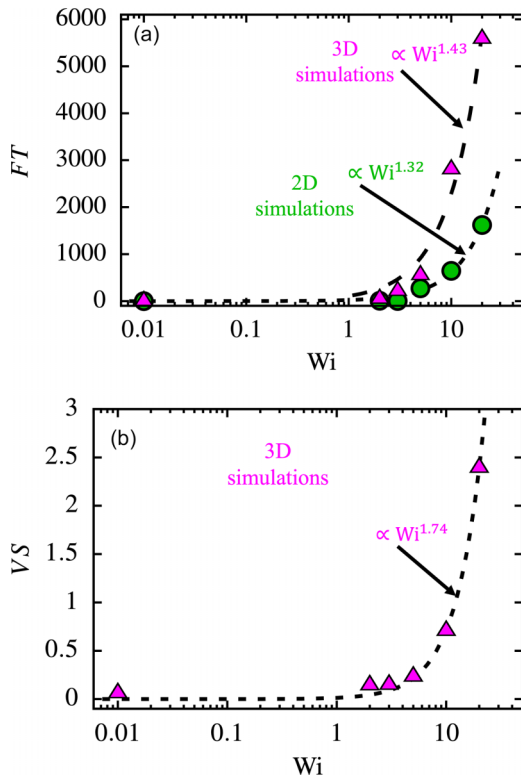 (a)
6000
5000
4000
3000
2000
1000
0
FT
3D
simulations
∝ Wi^1.43
2D
simulations
∝ Wi^1.32
0.01
0.1
1
10
Wi
(b)
3
2.5
2
1.5
1
0.5
0
VS
3D
simulations
∝ Wi^1.74
0.01
0.1
1
10
Wi